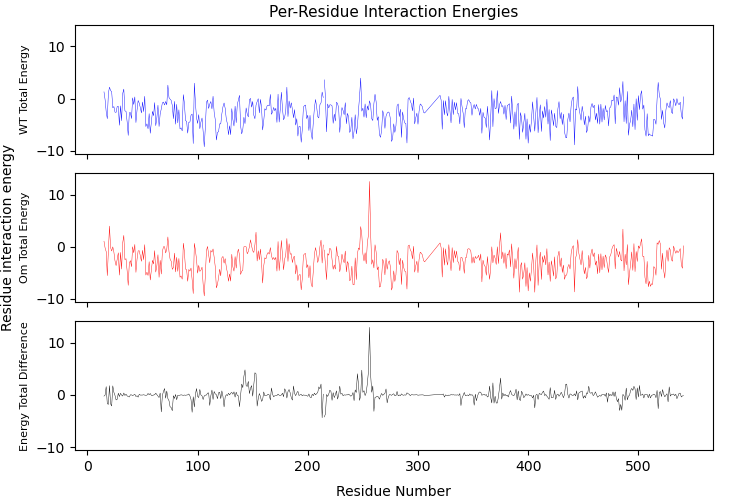 Per-Residue Interaction Energies
Residue interaction energy
WT Total Energy
10
0
−10
Om Total Energy
10
0
−10
Energy Total Difference
10
0
−10
0 100 200 300 400 500
Residue Number